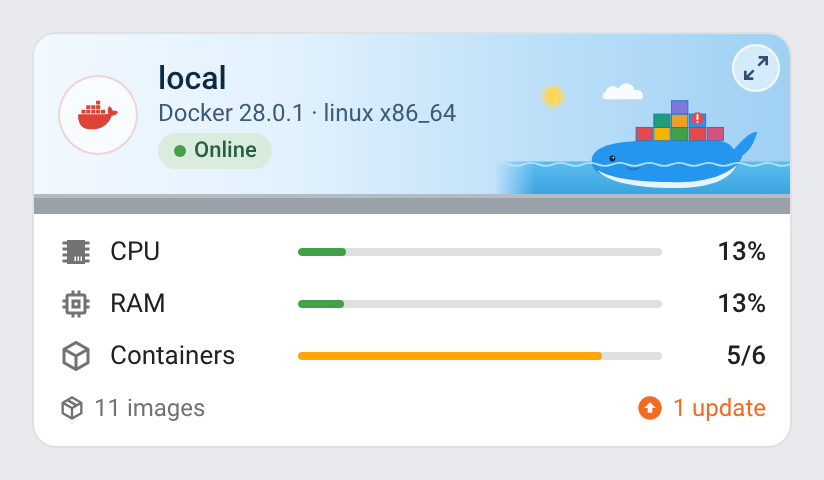 local
Docker 28.0.1 · linux x86_64
Online
CPU 13%
RAM 13%
Containers 5/6
11 images 1 update